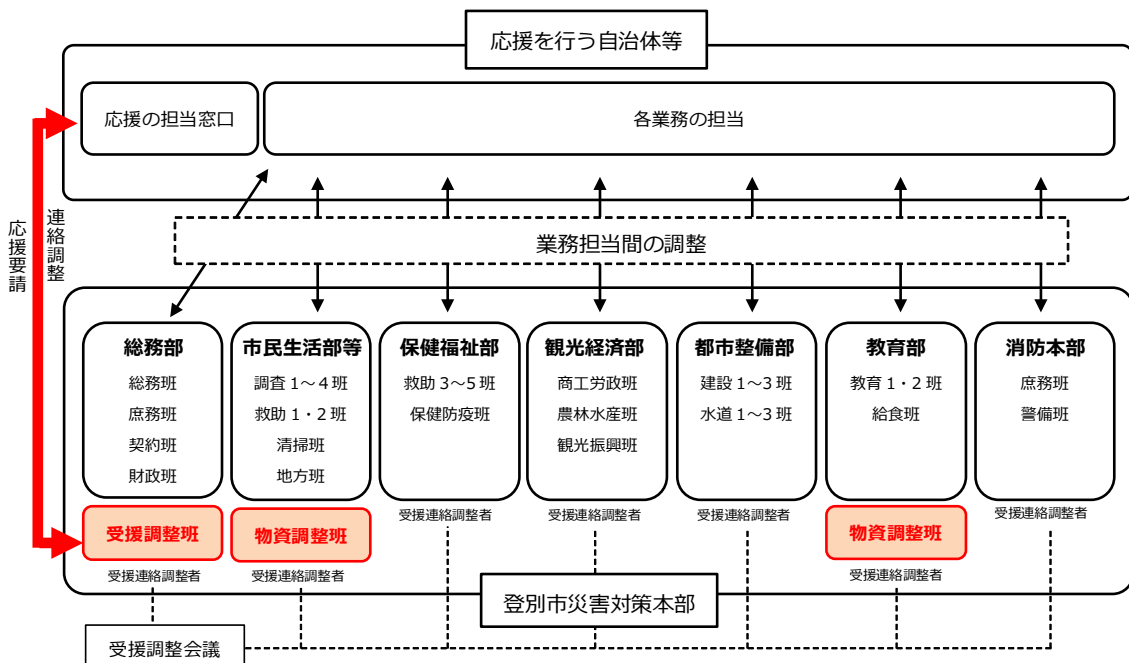 応援を行う自治体等
応援の担当窓口
各業務の担当
応援要請
連絡調整
業務担当間の調整
総務部
総務班
庶務班
契約班
財政班
受援調整班
受援連絡調整者
市民生活部等
調査1～4班
救助1・2班
清掃班
地方班
物資調整班
受援連絡調整者
保健福祉部
救助3～5班
保健防疫班
受援連絡調整者
観光経済部
商工労政班
農林水産班
観光振興班
受援連絡調整者
都市整備部
建設1～3班
水道1～3班
受援連絡調整者
教育部
教育1・2班
給食班
物資調整班
受援連絡調整者
消防本部
庶務班
警備班
受援連絡調整者
登別市災害対策本部
受援調整会議